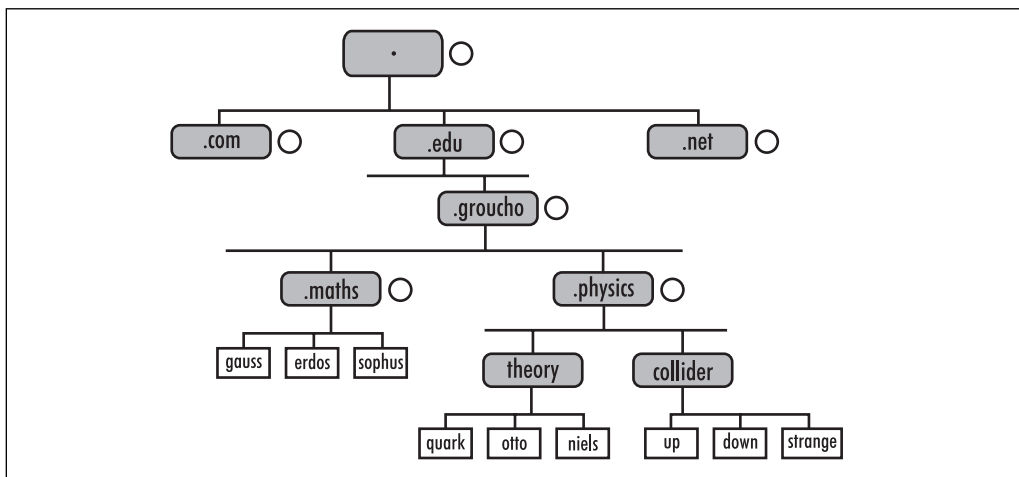 .
.com .edu .net
.groucho
.maths .physics
gauss erdos sophus
theory collider
quark otto niels up down strange